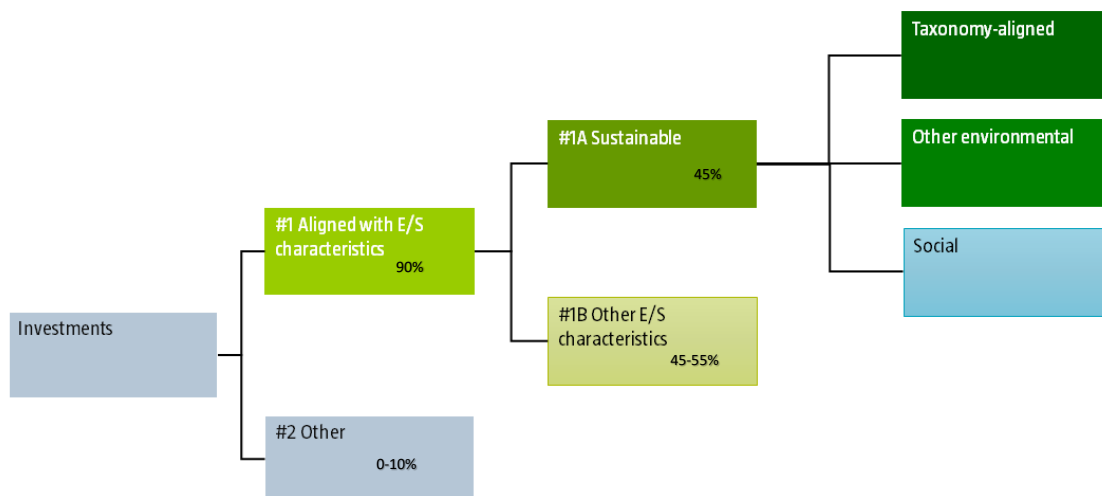 Taxonomy-aligned
#1A Sustainable
45%
Other environmental
#1 Aligned with E/S
characteristics
90%
Social
Investments
#1B Other E/S
characteristics
45-55%
#2 Other
0-10%